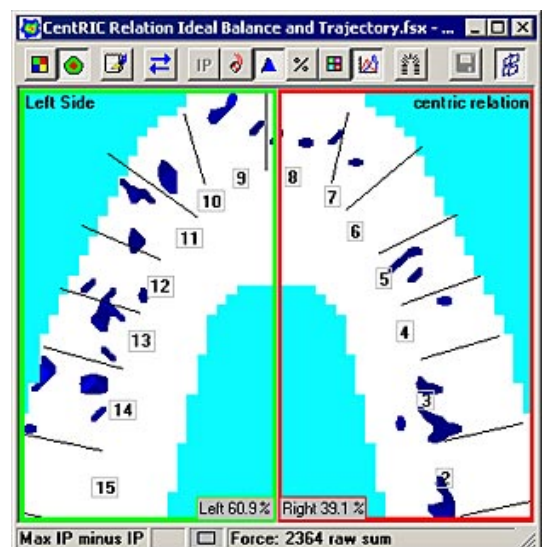 CentRIC Relation Ideal Balance and Trajectory.fsx - ...
IP %
Left Side
centric relation
9
8
10
7
11
6
12
5
13
4
14
3
15
2
Left 60.9 %
Right 39.1 %
Max IP minus IP
Force: 2364 raw sum